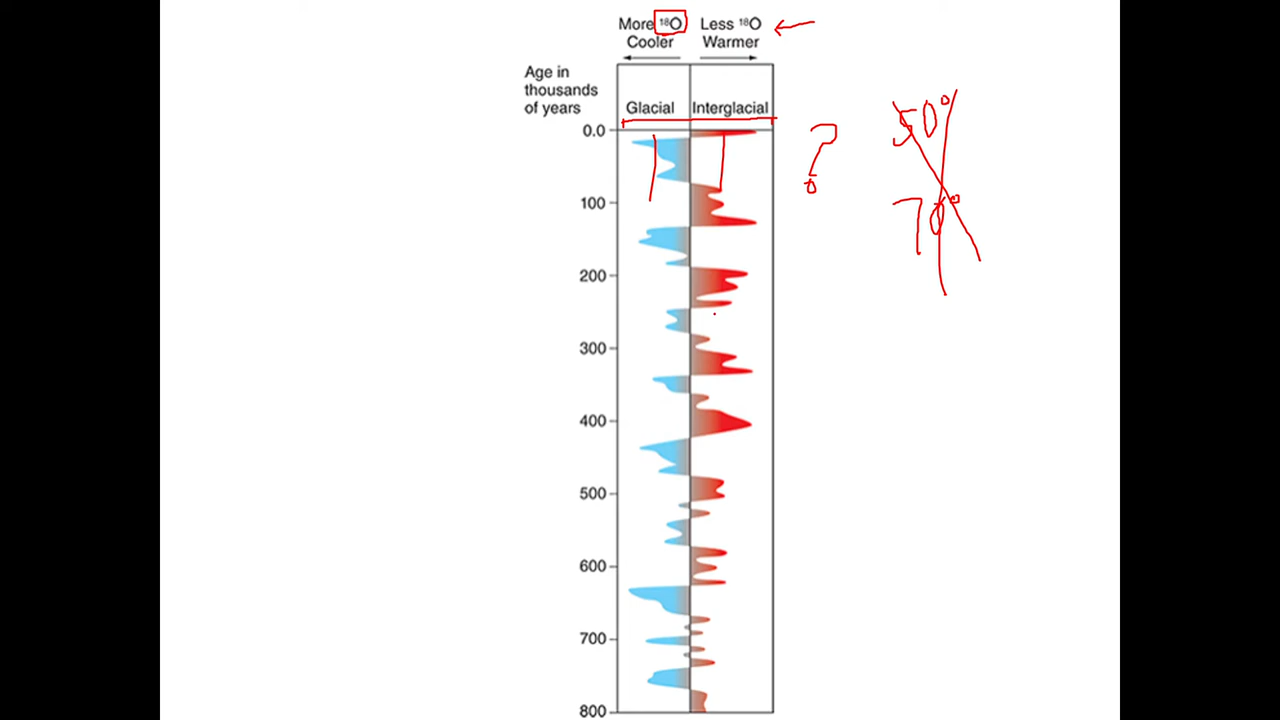 More ¹⁸O Less ¹⁸O
Cooler Warmer
Age in
thousands
of years
Glacial Interglacial
0.0
100
200
300
400
500
600
700
800
?
50°
70°